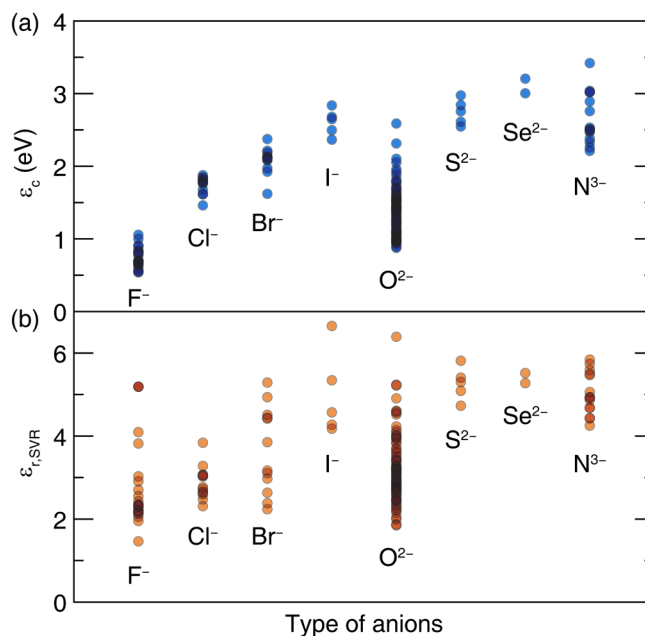 (a)
4
3
2
1
0
εc (eV)
F⁻
Cl⁻
Br⁻
I⁻
O²⁻
S²⁻
Se²⁻
N³⁻
(b)
6
4
2
0
εr,SVR
F⁻
Cl⁻
Br⁻
I⁻
O²⁻
S²⁻
Se²⁻
N³⁻
Type of anions